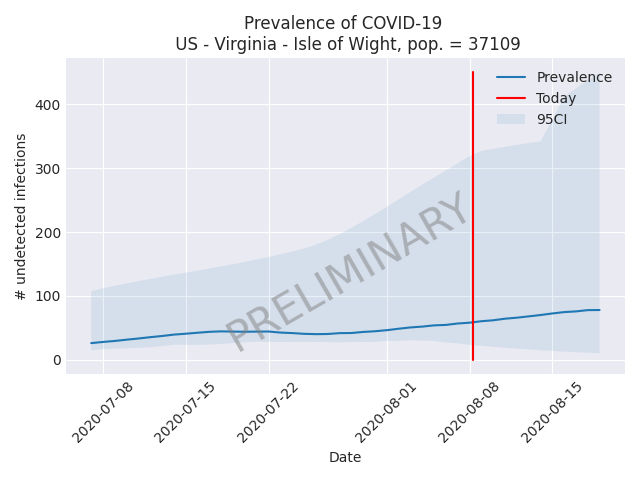 Prevalence of COVID-19
US - Virginia - Isle of Wight, pop. = 37109
Prevalence
Today
95CI
# undetected infections
400
300
200
100
0
PRELIMINARY
2020-07-08
2020-07-15
2020-07-22
2020-08-01
2020-08-08
2020-08-15
Date